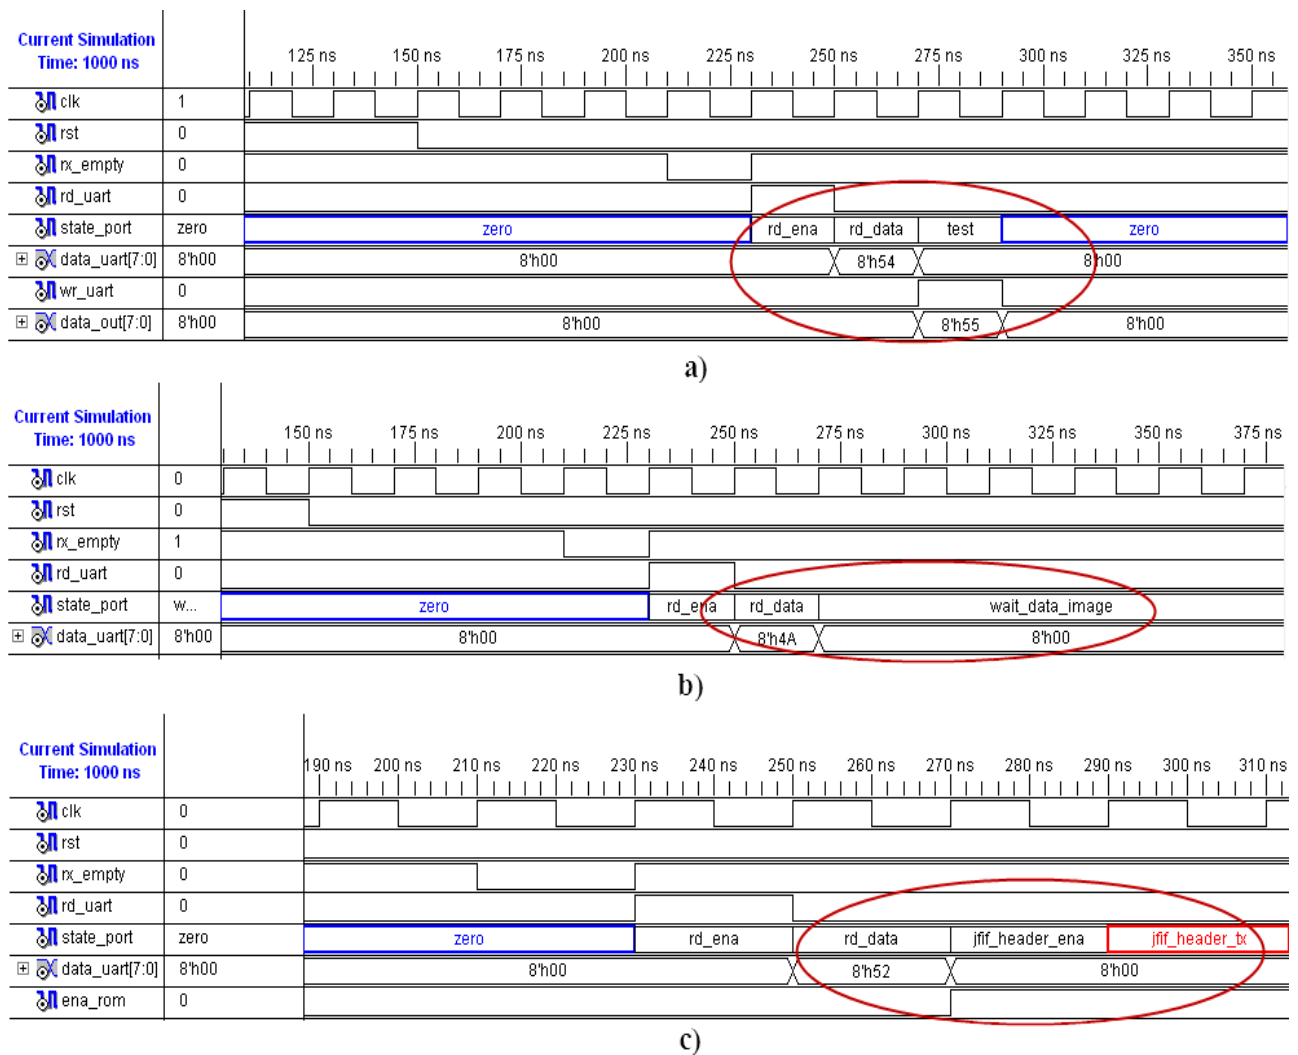 Current Simulation
Time: 1000 ns
125 ns 150 ns 175 ns 200 ns 225 ns 250 ns 275 ns 300 ns 325 ns 350 ns
clk 1
rst 0
rx_empty 0
rd_uart 0
state_port zero zero rd_ena rd_data test zero
data_uart[7:0] 8'h00 8'h00 8'h54 8'h00
wr_uart 0
data_out[7:0] 8'h00 8'h00 8'h55 8'h00
a)
Current Simulation
Time: 1000 ns
150 ns 175 ns 200 ns 225 ns 250 ns 275 ns 300 ns 325 ns 350 ns 375 ns
clk 0
rst 0
rx_empty 1
rd_uart 0
state_port w... zero rd_ena rd_data wait_data_image
data_uart[7:0] 8'h00 8'h00 8'h4A 8'h00
b)
Current Simulation
Time: 1000 ns
190 ns 200 ns 210 ns 220 ns 230 ns 240 ns 250 ns 260 ns 270 ns 280 ns 290 ns 300 ns 310 ns
clk 0
rst 0
rx_empty 0
rd_uart 0
state_port zero zero rd_ena rd_data jfif_header_ena jfif_header_tx
data_uart[7:0] 8'h00 8'h00 8'h52 8'h00
ena_rom 0
c)